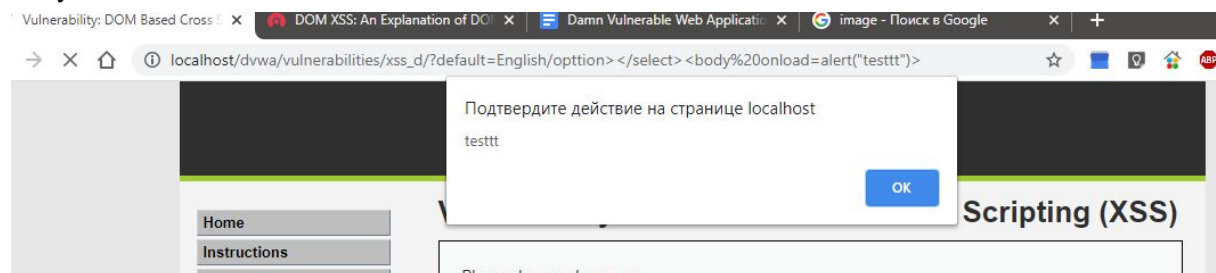 Vulnerability: DOM Based Cross S
DOM XSS: An Explanation of DO
Damn Vulnerable Web Applicatio
image - Поиск в Google
localhost/dvwa/vulnerabilities/xss_d/?default=English/opttion></select><body%20onload=alert("testtt")>
ABP
Подтвердите действие на странице localhost
testtt
OK
Scripting (XSS)
Home
Instructions